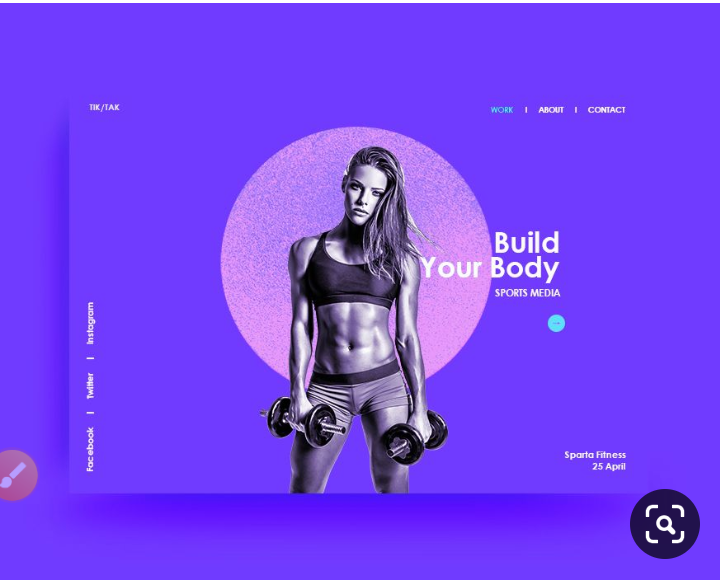 TIK/TAK
WORK I ABOUT I CONTACT
Build
Your Body
SPORTS MEDIA
Facebook I Twitter I Instagram
Sparta Fitness
25 April